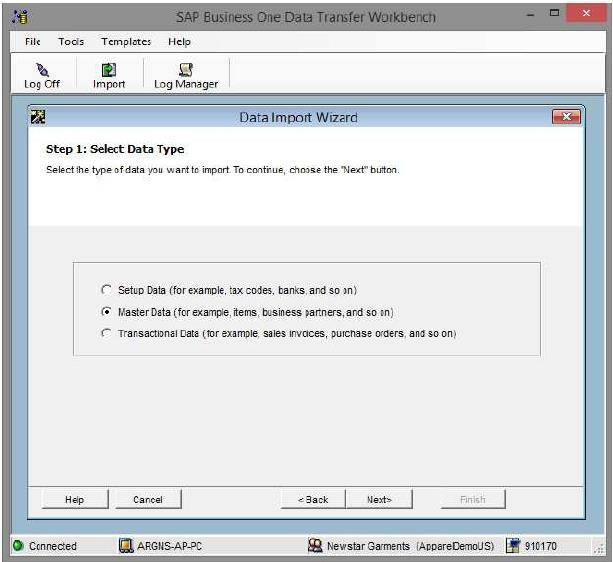 SAP Business One Data Transfer Workbench
File Tools Templates Help
Log Off Import Log Manager
Data Import Wizard
Step 1: Select Data Type
Select the type of data you want to import. To continue, choose the "Next" button.
Setup Data (for example, tax codes, banks, and so on)
Master Data (for example, items, business partners, and so on)
Transactional Data (for example, sales invoices, purchase orders, and so on)
Help Cancel < Back Next> Finish
Connected ARGNS-AP-PC Newstar Garments (AppareDemoUS) 910170